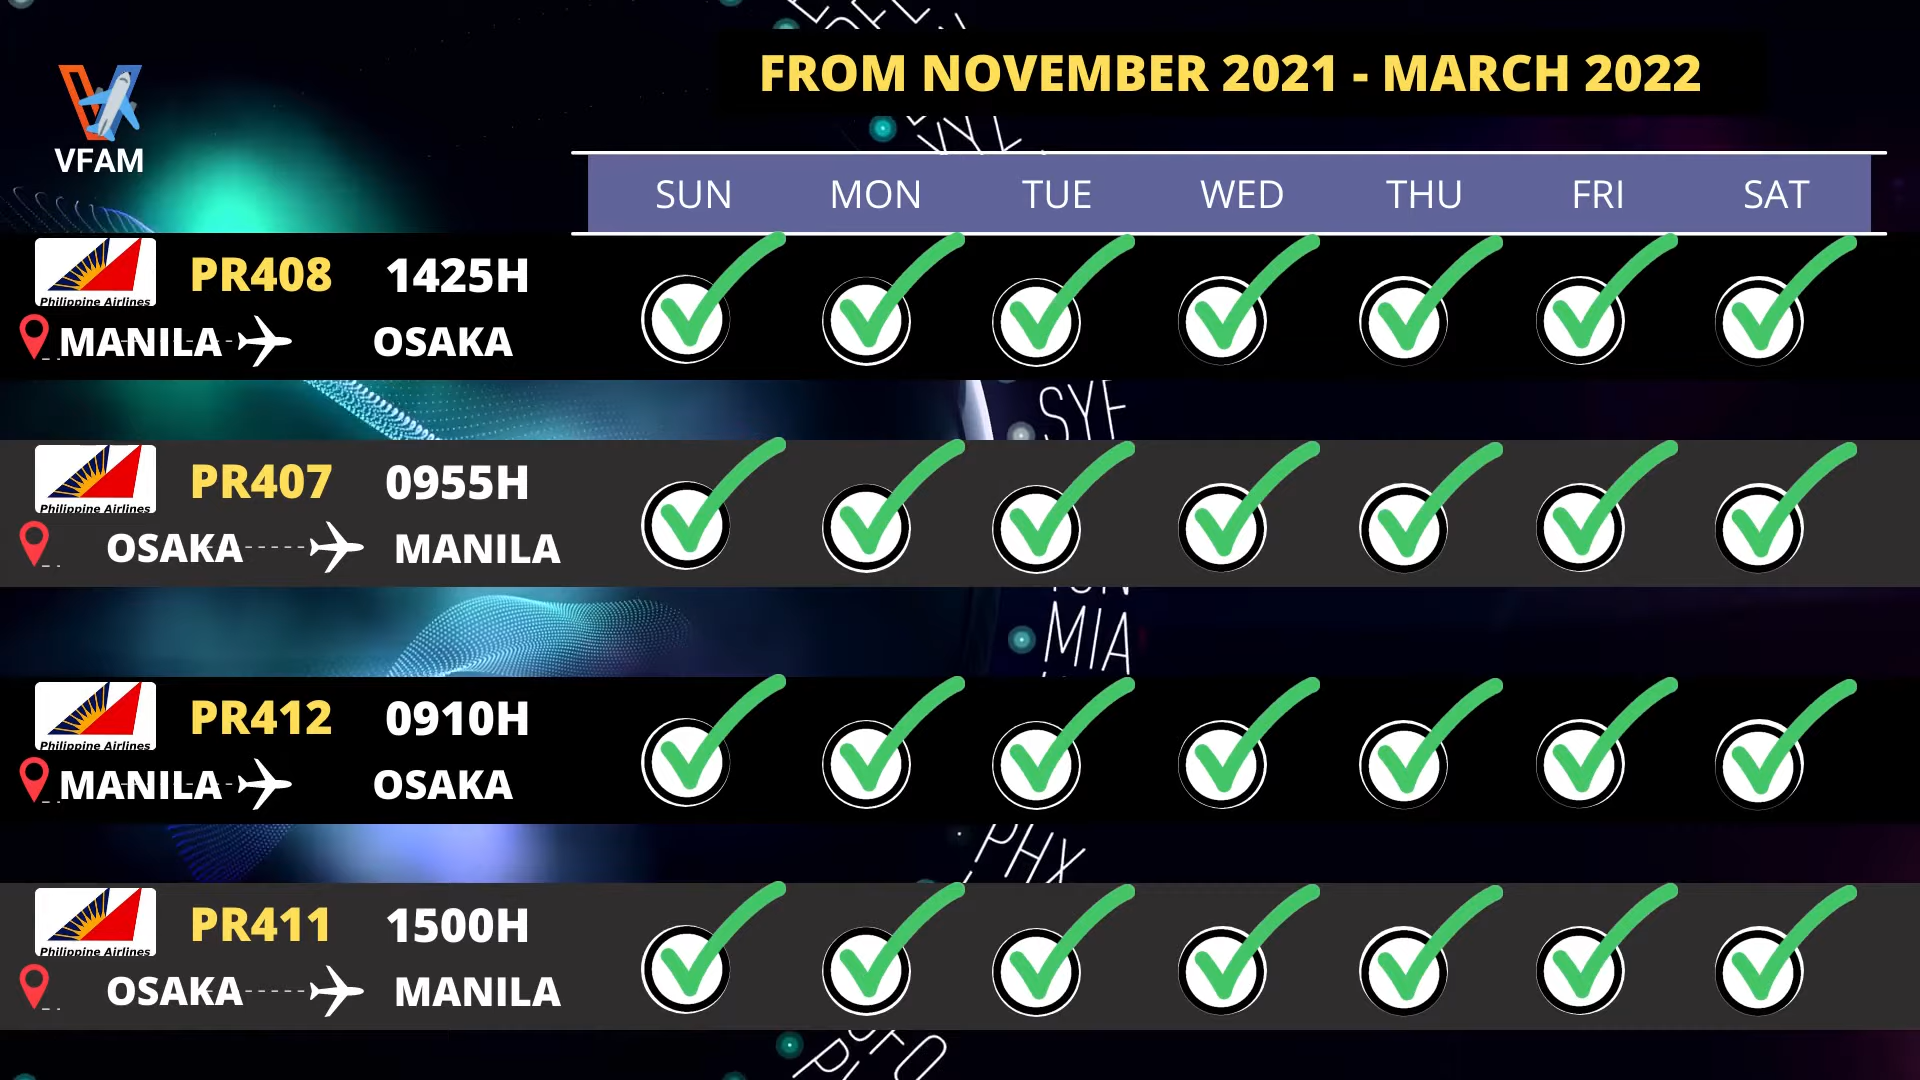 FROM NOVEMBER 2021 - MARCH 2022
VFAM
SUN MON TUE WED THU FRI SAT
Philippine Airlines
PR408 1425H
MANILA OSAKA
SYF
Philippine Airlines
PR407 0955H
OSAKA MANILA
MIA
Philippine Airlines
PR412 0910H
MANILA OSAKA
PHX
Philippine Airlines
PR411 1500H
OSAKA MANILA